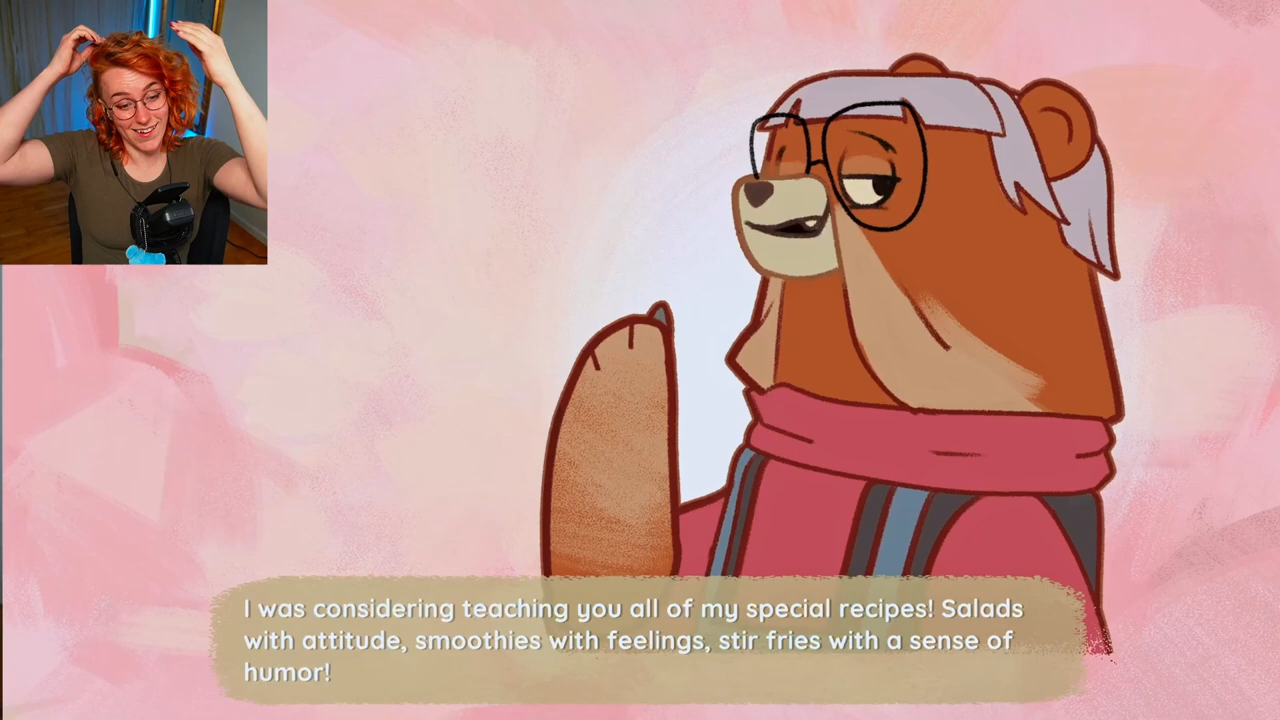 I was considering teaching you all of my special recipes! Salads
with attitude, smoothies with feelings, stir fries with a sense of
humor!